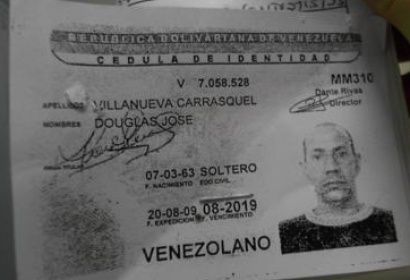 REPUBLICA BOLIVARIANA DE VENEZUELA
CEDULA DE IDENTIDAD
V 7.058.528 MM310
APELLIDOS VILLANUEVA CARRASQUEL Dante Rivas
Director
NOMBRES DOUGLAS JOSE
07-03-63 SOLTERO
F. NACIMIENTO EDO CIVIL
20-08-09 08-2019
F. EXPEDICION F. VENCIMIENTO
VENEZOLANO